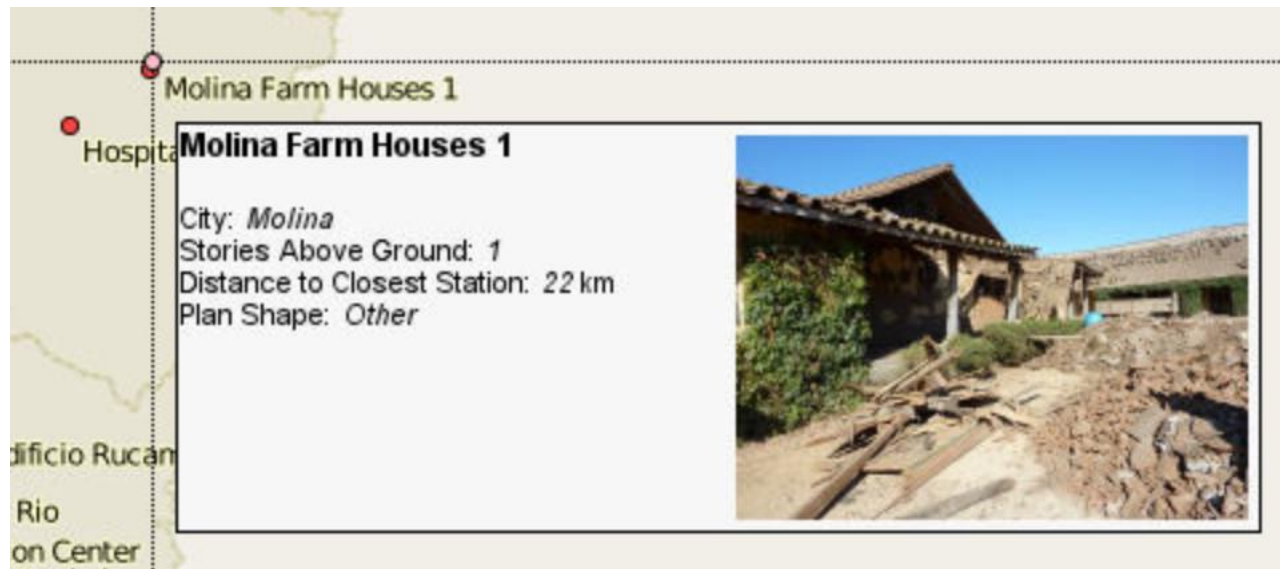 Molina Farm Houses 1
Hospita
Molina Farm Houses 1
City: Molina
Stories Above Ground: 1
Distance to Closest Station: 22 km
Plan Shape: Other
dificio Rucam
Rio
on Center